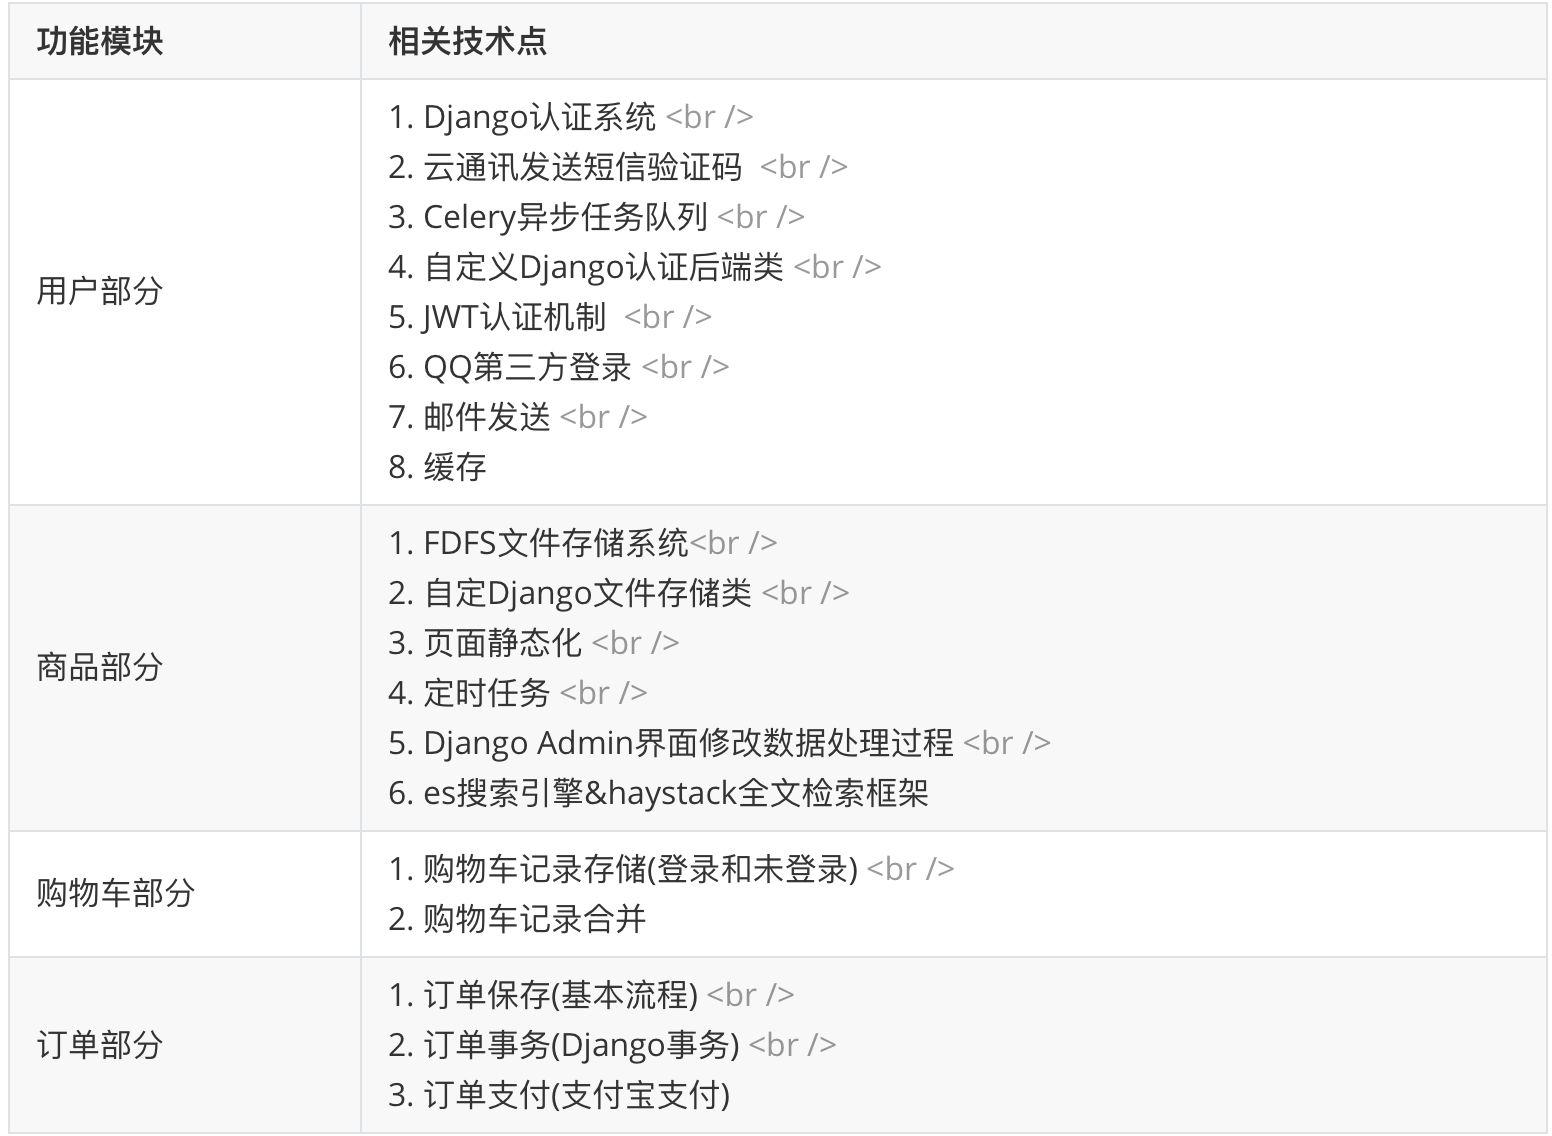 功能模块
相关技术点
用户部分
1. Django认证系统 <br />
2. 云通讯发送短信验证码 <br />
3. Celery异步任务队列 <br />
4. 自定义Django认证后端类 <br />
5. JWT认证机制 <br />
6. QQ第三方登录 <br />
7. 邮件发送 <br />
8. 缓存
商品部分
1. FDFS文件存储系统<br />
2. 自定Django文件存储类 <br />
3. 页面静态化 <br />
4. 定时任务 <br />
5. Django Admin界面修改数据处理过程 <br />
6. es搜索引擎&haystack全文检索框架
购物车部分
1. 购物车记录存储(登录和未登录) <br />
2. 购物车记录合并
订单部分
1. 订单保存(基本流程) <br />
2. 订单事务(Django事务) <br />
3. 订单支付(支付宝支付)